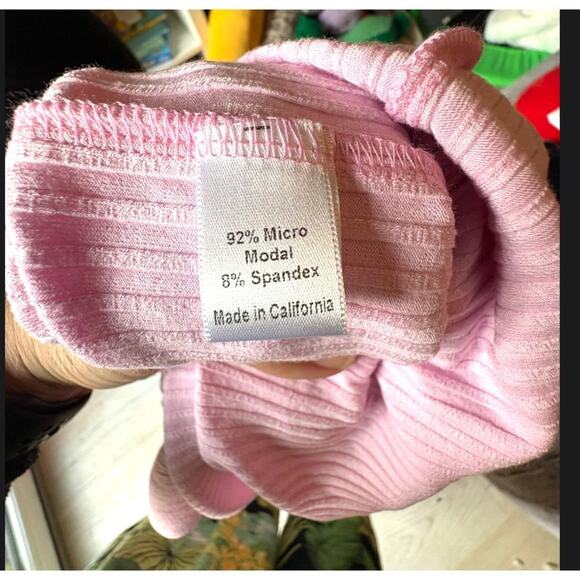 92% Micro
Modal
8% Spandex
Made in California